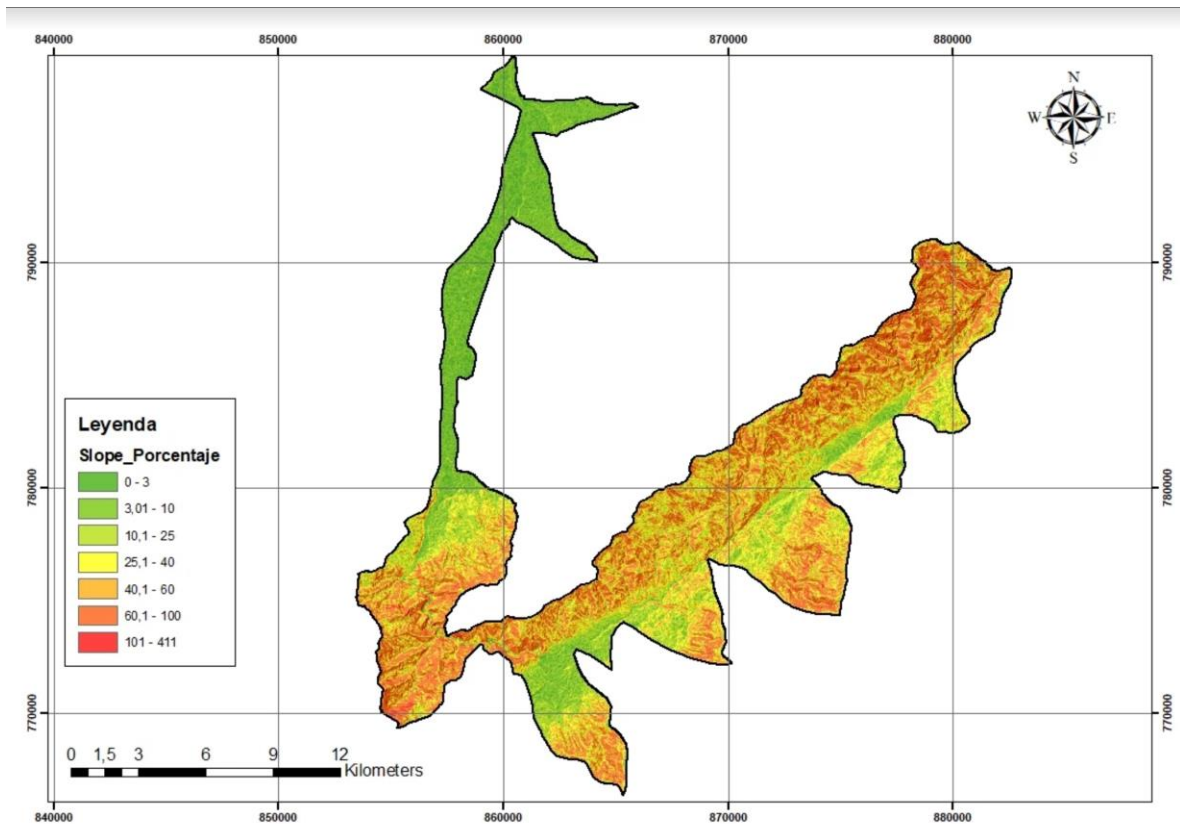 840000 850000 860000 870000 880000
N
W E
S
790000 790000
Leyenda
Slope_Porcentaje
0 - 3
3,01 - 10
10,1 - 25
25,1 - 40
40,1 - 60
60,1 - 100
101 - 411
780000 780000
770000 770000
0 1,5 3 6 9 12
Kilometers
840000 850000 860000 870000 880000